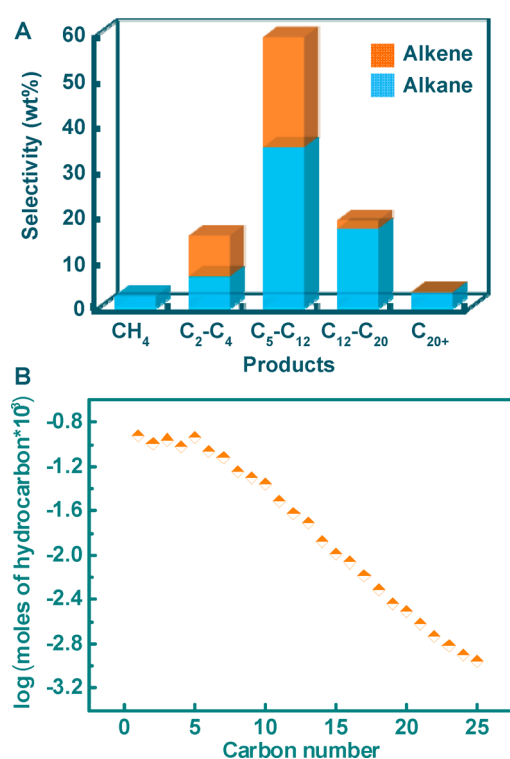 A
Selectivity (wt%)
60
50
40
30
20
10
0
Alkene
Alkane
CH₄
C₂-C₄
C₅-C₁₂
C₁₂-C₂₀
C₂₀₊
Products
B
log(moles of hydrocarbon*10³)
-0.8
-1.2
-1.6
-2.0
-2.4
-2.8
-3.2
0
5
10
15
20
25
Carbon number